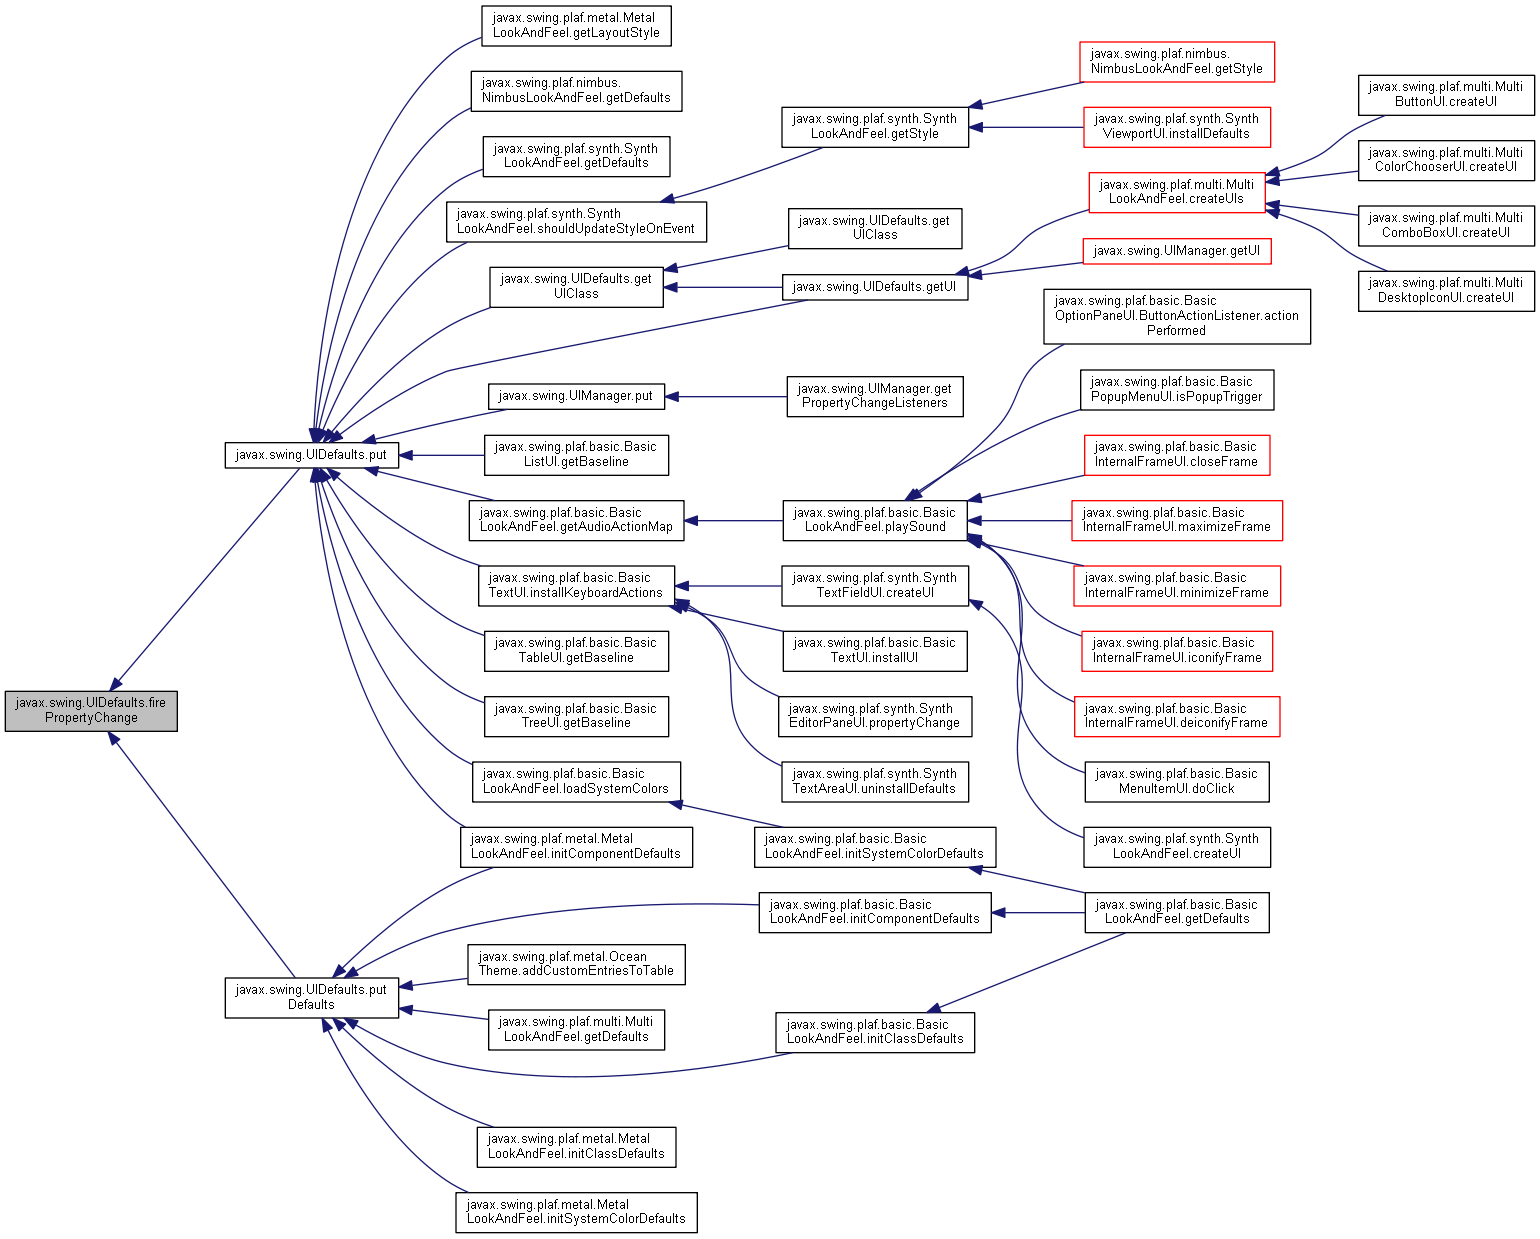 javax.swing.UIDefaults.fire
PropertyChange
javax.swing.UIDefaults.put
javax.swing.UIDefaults.put
Defaults
javax.swing.plaf.metal.Metal
LookAndFeel.getLayoutStyle
javax.swing.plaf.nimbus.
NimbusLookAndFeel.getDefaults
javax.swing.plaf.synth.Synth
LookAndFeel.getDefaults
javax.swing.plaf.synth.Synth
LookAndFeel.shouldUpdateStyleOnEvent
javax.swing.UIDefaults.get
UIClass
javax.swing.UIManager.put
javax.swing.plaf.basic.Basic
ListUI.getBaseline
javax.swing.plaf.basic.Basic
LookAndFeel.getAudioActionMap
javax.swing.plaf.basic.Basic
TextUI.installKeyboardActions
javax.swing.plaf.basic.Basic
TableUI.getBaseline
javax.swing.plaf.basic.Basic
TreeUI.getBaseline
javax.swing.plaf.basic.Basic
LookAndFeel.loadSystemColors
javax.swing.plaf.metal.Metal
LookAndFeel.initComponentDefaults
javax.swing.plaf.metal.Ocean
Theme.addCustomEntriesToTable
javax.swing.plaf.multi.Multi
LookAndFeel.getDefaults
javax.swing.plaf.metal.Metal
LookAndFeel.initClassDefaults
javax.swing.plaf.metal.Metal
LookAndFeel.initSystemColorDefaults
javax.swing.plaf.synth.Synth
LookAndFeel.getStyle
javax.swing.UIDefaults.get
UIClass
javax.swing.UIDefaults.getUI
javax.swing.UIManager.get
PropertyChangeListeners
javax.swing.plaf.basic.Basic
LookAndFeel.playSound
javax.swing.plaf.synth.Synth
TextFieldUI.createUI
javax.swing.plaf.basic.Basic
TextUI.installUI
javax.swing.plaf.synth.Synth
EditorPaneUI.propertyChange
javax.swing.plaf.synth.Synth
TextAreaUI.uninstallDefaults
javax.swing.plaf.basic.Basic
LookAndFeel.initSystemColorDefaults
javax.swing.plaf.basic.Basic
LookAndFeel.initComponentDefaults
javax.swing.plaf.basic.Basic
LookAndFeel.initClassDefaults
javax.swing.plaf.nimbus.
NimbusLookAndFeel.getStyle
javax.swing.plaf.synth.Synth
ViewportUI.installDefaults
javax.swing.plaf.multi.Multi
LookAndFeel.createUIs
javax.swing.UIManager.getUI
javax.swing.plaf.basic.Basic
OptionPaneUI.ButtonActionListener.action
Performed
javax.swing.plaf.basic.Basic
PopupMenuUI.isPopupTrigger
javax.swing.plaf.basic.Basic
InternalFrameUI.closeFrame
javax.swing.plaf.basic.Basic
InternalFrameUI.maximizeFrame
javax.swing.plaf.basic.Basic
InternalFrameUI.minimizeFrame
javax.swing.plaf.basic.Basic
InternalFrameUI.iconifyFrame
javax.swing.plaf.basic.Basic
InternalFrameUI.deiconifyFrame
javax.swing.plaf.basic.Basic
MenuItemUI.doClick
javax.swing.plaf.synth.Synth
LookAndFeel.createUI
javax.swing.plaf.basic.Basic
LookAndFeel.getDefaults
javax.swing.plaf.multi.Multi
ButtonUI.createUI
javax.swing.plaf.multi.Multi
ColorChooserUI.createUI
javax.swing.plaf.multi.Multi
ComboBoxUI.createUI
javax.swing.plaf.multi.Multi
DesktopIconUI.createUI